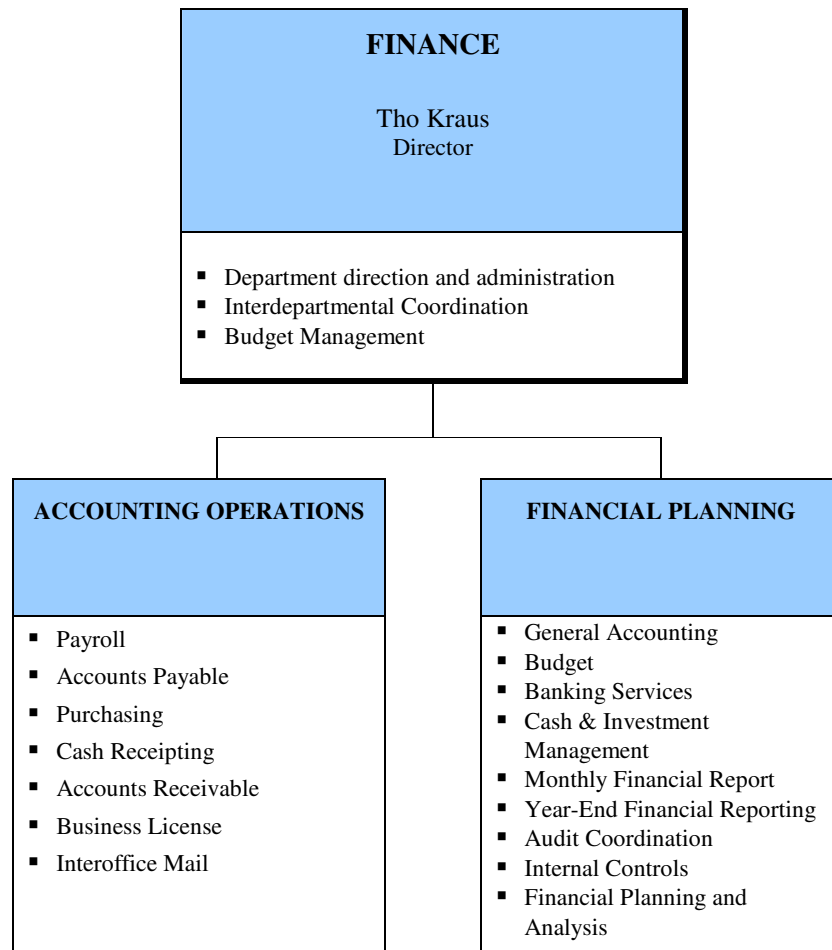 FINANCE
Tho Kraus
Director
▪ Department direction and administration
▪ Interdepartmental Coordination
▪ Budget Management
ACCOUNTING OPERATIONS
▪ Payroll
▪ Accounts Payable
▪ Purchasing
▪ Cash Receipting
▪ Accounts Receivable
▪ Business License
▪ Interoffice Mail
FINANCIAL PLANNING
▪ General Accounting
▪ Budget
▪ Banking Services
▪ Cash & Investment
Management
▪ Monthly Financial Report
▪ Year-End Financial Reporting
▪ Audit Coordination
▪ Internal Controls
▪ Financial Planning and
Analysis